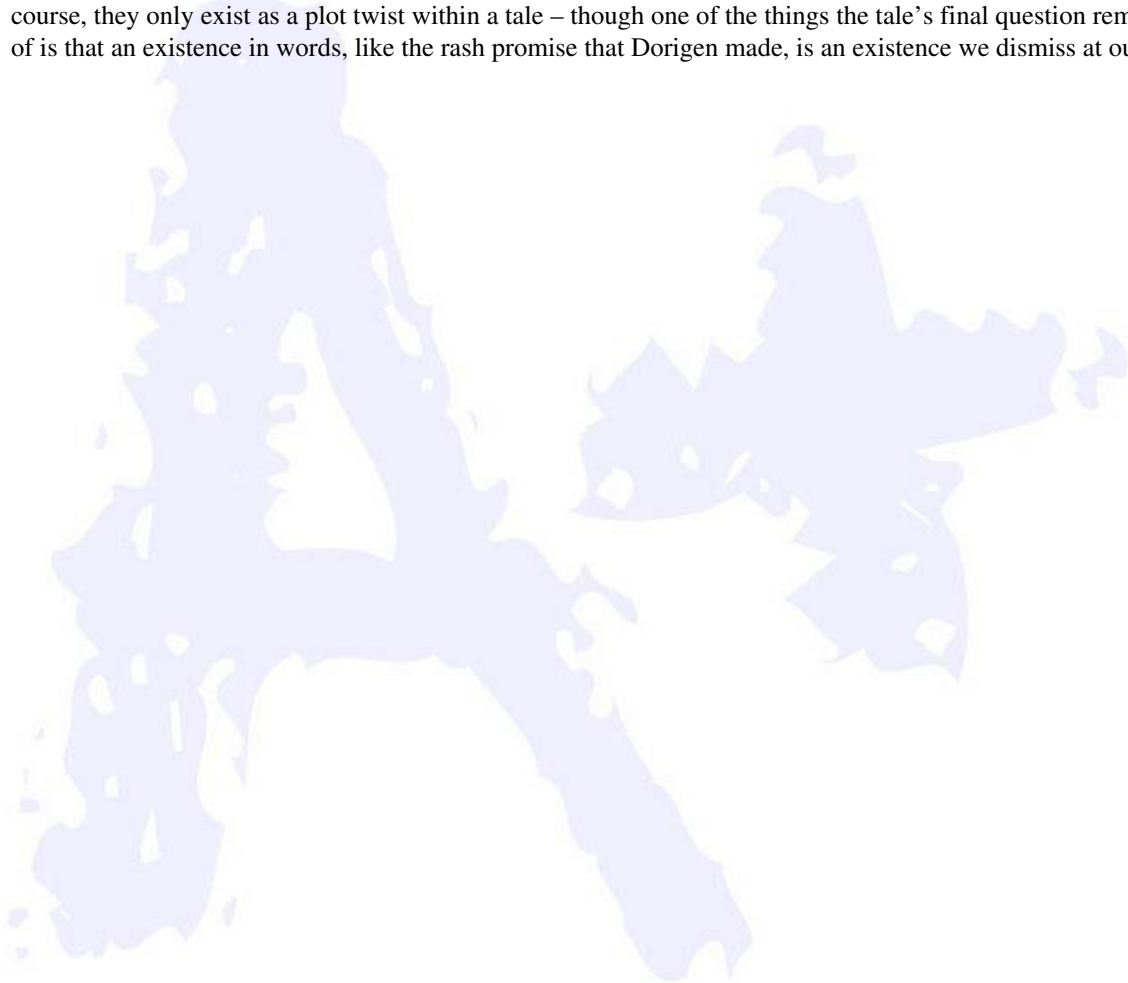 course, they only exist as a plot twist within a tale – though one of the things the tale’s final question
of is that an existence in words, like the rash promise that Dorigen made, is an existence we dismiss at